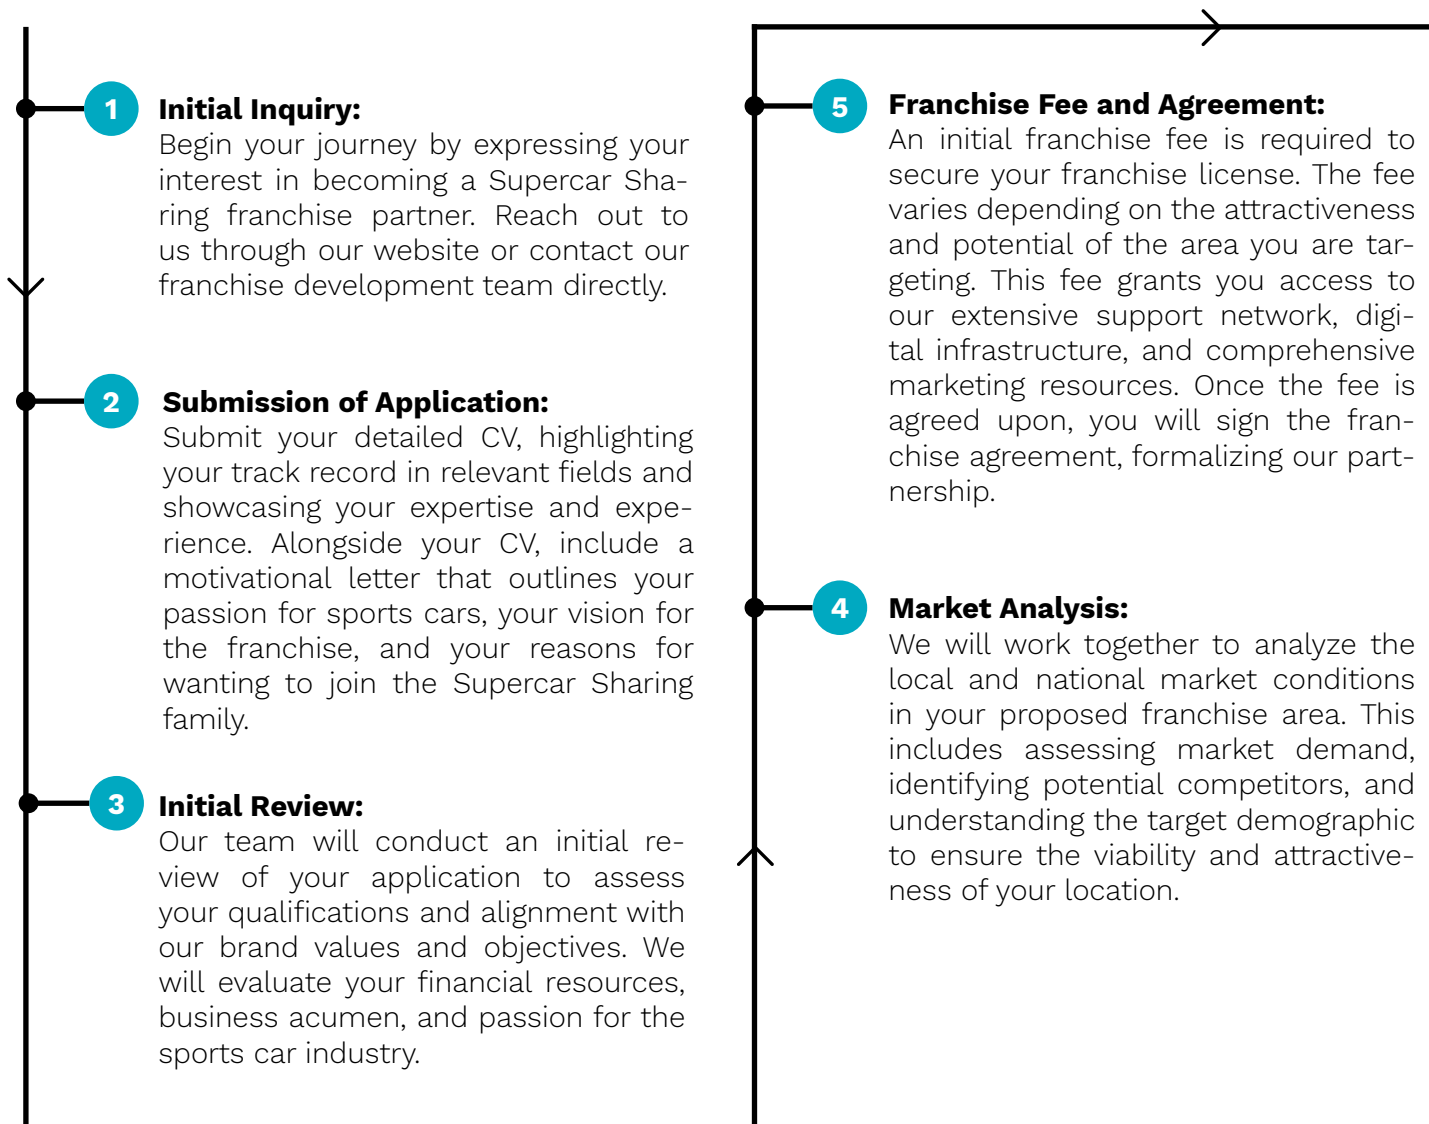 1
Initial Inquiry:
Begin your journey by expressing your
interest in becoming a Supercar Sha-
ring franchise partner. Reach out to
us through our website or contact our
franchise development team directly.
2
Submission of Application:
Submit your detailed CV, highlighting
your track record in relevant fields and
showcasing your expertise and expe-
rience. Alongside your CV, include a
motivational letter that outlines your
passion for sports cars, your vision for
the franchise, and your reasons for
wanting to join the Supercar Sharing
family.
3
Initial Review:
Our team will conduct an initial re-
view of your application to assess
your qualifications and alignment with
our brand values and objectives. We
will evaluate your financial resources,
business acumen, and passion for the
sports car industry.
4
Market Analysis:
We will work together to analyze the
local and national market conditions
in your proposed franchise area. This
includes assessing market demand,
identifying potential competitors, and
understanding the target demographic
to ensure the viability and attractive-
ness of your location.
5
Franchise Fee and Agreement:
An initial franchise fee is required to
secure your franchise license. The fee
varies depending on the attractiveness
and potential of the area you are tar-
geting. This fee grants you access to
our extensive support network, digi-
tal infrastructure, and comprehensive
marketing resources. Once the fee is
agreed upon, you will sign the fran-
chise agreement, formalizing our part-
nership.